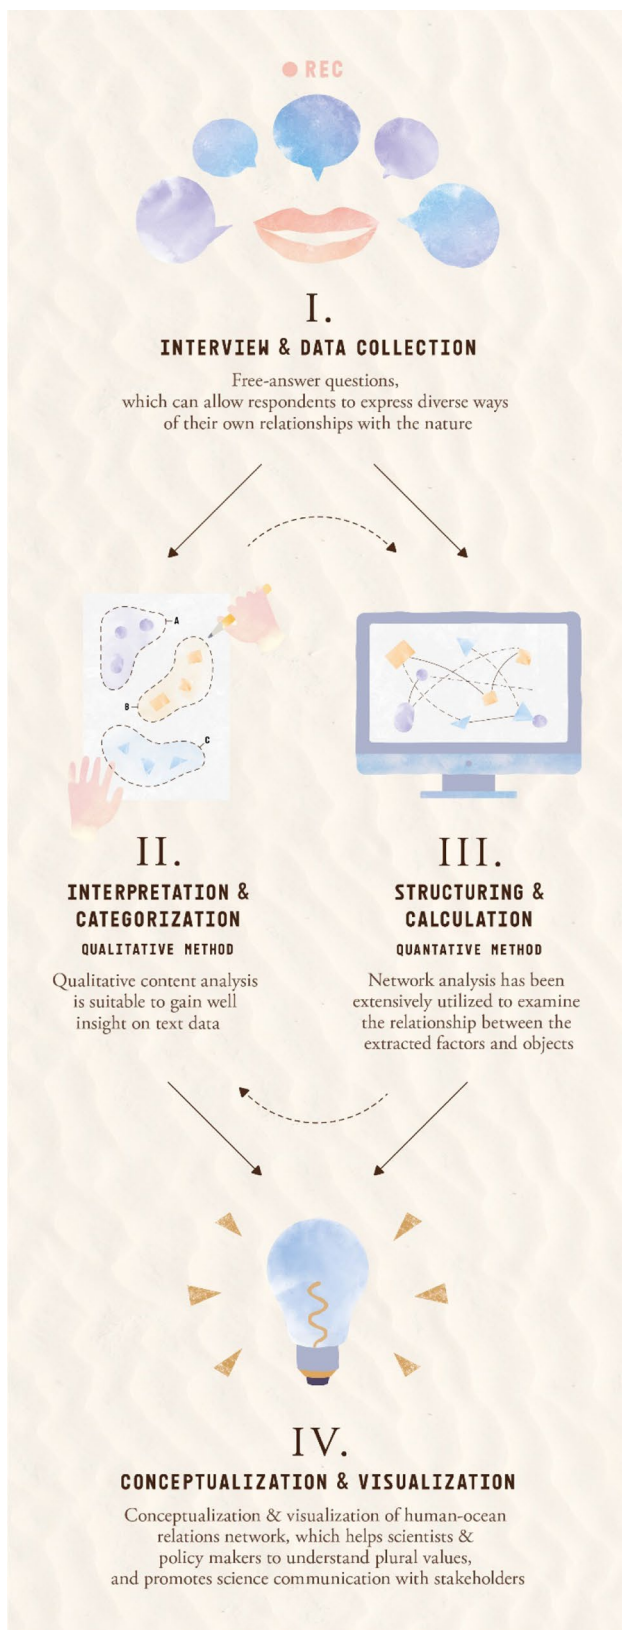 REC
I.
INTERVIEW & DATA COLLECTION
Free-answer questions,
which can allow respondents to express diverse ways
of their own relationships with the nature
A
B
C
II.
INTERPRETATION &
CATEGORIZATION
QUALITATIVE METHOD
Qualitative content analysis
is suitable to gain well
insight on text data
III.
STRUCTURING &
CALCULATION
QUANTATIVE METHOD
Network analysis has been
extensively utilized to examine
the relationship between the
extracted factors and objects
IV.
CONCEPTUALIZATION & VISUALIZATION
Conceptualization & visualization of human-ocean
relations network, which helps scientists &
policy makers to understand plural values,
and promotes science communication with stakeholders